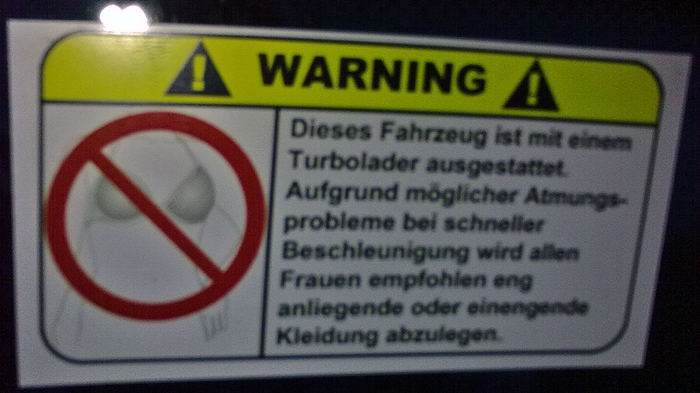 WARNING
Dieses Fahrzeug ist mit einem
Turbolader ausgestattet.
Aufgrund möglicher Atmungs-
probleme bei schneller
Beschleunigung wird allen
Frauen empfohlen eng
anliegende oder einengende
Kleidung abzulegen.